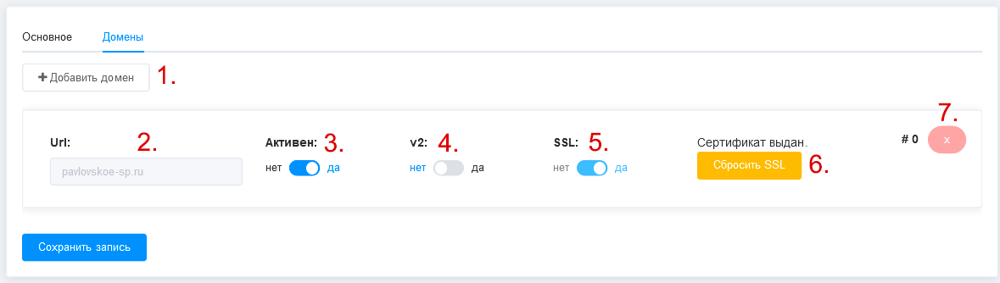 Основное Домены
+ Добавить домен 1.
7.
Url: 2. Активен: 3. v2: 4. SSL: 5. Сертификат выдан. # 0 x
pavlovskoe-sp.ru нет да нет да нет да Сбросить SSL 6.
Сохранить запись